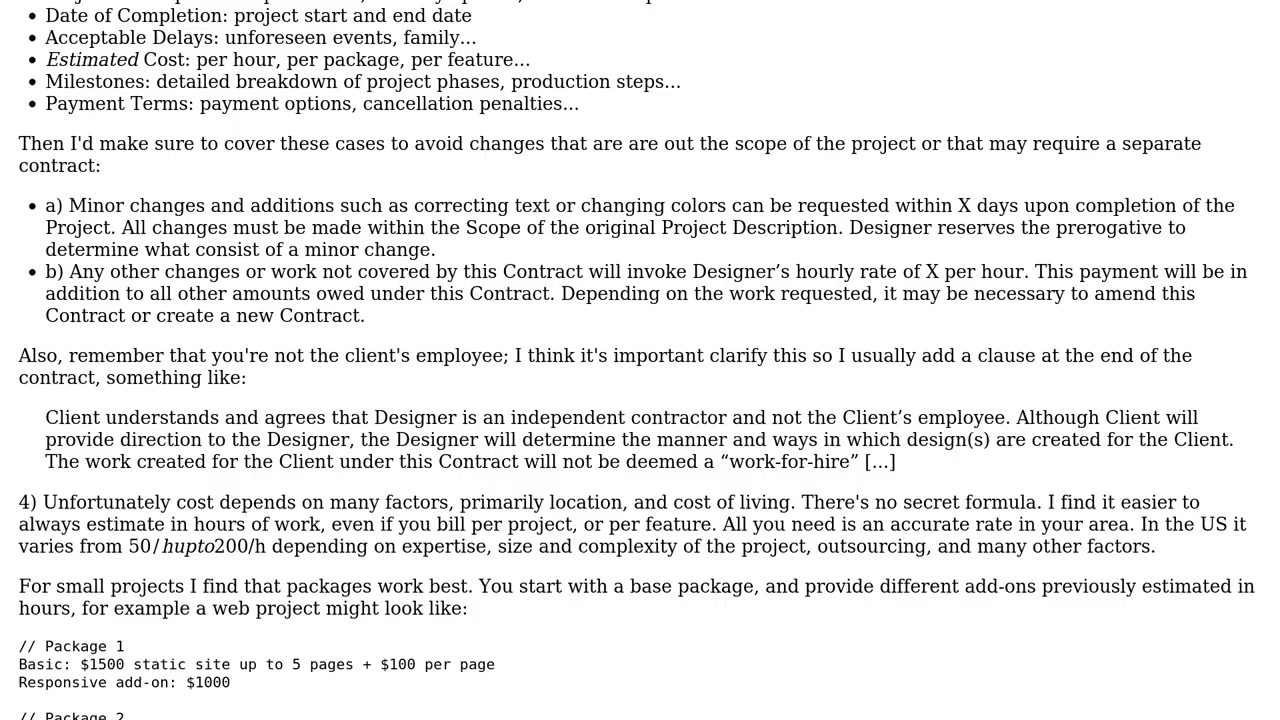 Date of Completion: project start and end date
Acceptable Delays: unforeseen events, family...
Estimated Cost: per hour, per package, per feature...
Milestones: detailed breakdown of project phases, production steps...
Payment Terms: payment options, cancellation penalties...
Then I'd make sure to cover these cases to avoid changes that are are out the scope of the project or that may require a separate
contract:
a) Minor changes and additions such as correcting text or changing colors can be requested within X days upon completion of the
Project. All changes must be made within the Scope of the original Project Description. Designer reserves the prerogative to
determine what consist of a minor change.
b) Any other changes or work not covered by this Contract will invoke Designer’s hourly rate of X per hour. This payment will be in
addition to all other amounts owed under this Contract. Depending on the work requested, it may be necessary to amend this
Contract or create a new Contract.
Also, remember that you're not the client's employee; I think it's important clarify this so I usually add a clause at the end of the
contract, something like:
Client understands and agrees that Designer is an independent contractor and not the Client’s employee. Although Client will
provide direction to the Designer, the Designer will determine the manner and ways in which design(s) are created for the Client.
The work created for the Client under this Contract will not be deemed a “work-for-hire” [...]
4) Unfortunately cost depends on many factors, primarily location, and cost of living. There's no secret formula. I find it easier to
always estimate in hours of work, even if you bill per project, or per feature. All you need is an accurate rate in your area. In the US it
varies from 50/hupto200/h depending on expertise, size and complexity of the project, outsourcing, and many other factors.
For small projects I find that packages work best. You start with a base package, and provide different add-ons previously estimated in
hours, for example a web project might look like:
// Package 1
Basic: $1500 static site up to 5 pages + $100 per page
Responsive add-on: $1000
// Package 2